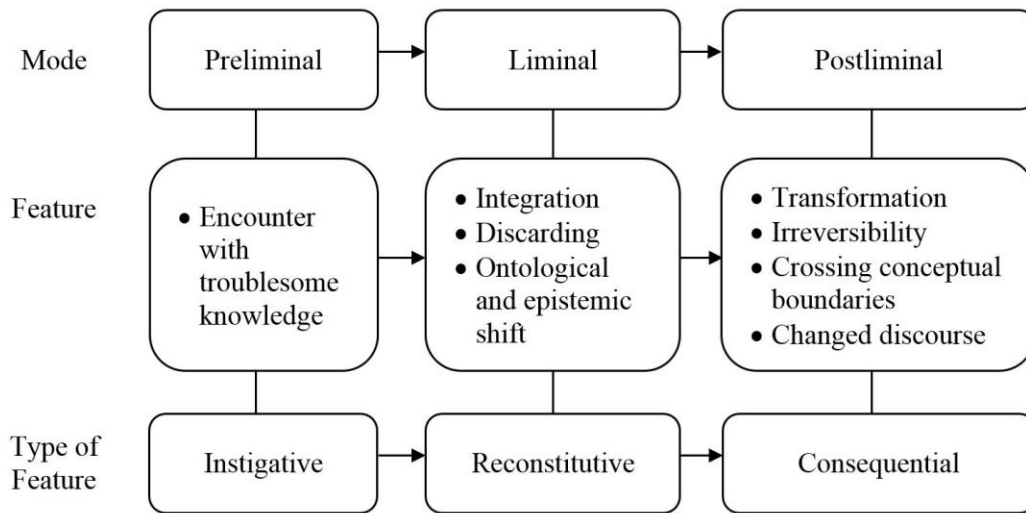 Mode
Preliminal
Liminal
Postliminal
Feature
• Encounter
with
troublesome
knowledge
• Integration
• Discarding
• Ontological
and epistemic
shift
• Transformation
• Irreversibility
• Crossing conceptual
boundaries
• Changed discourse
Type of
Feature
Instigative
Reconstitutive
Consequential